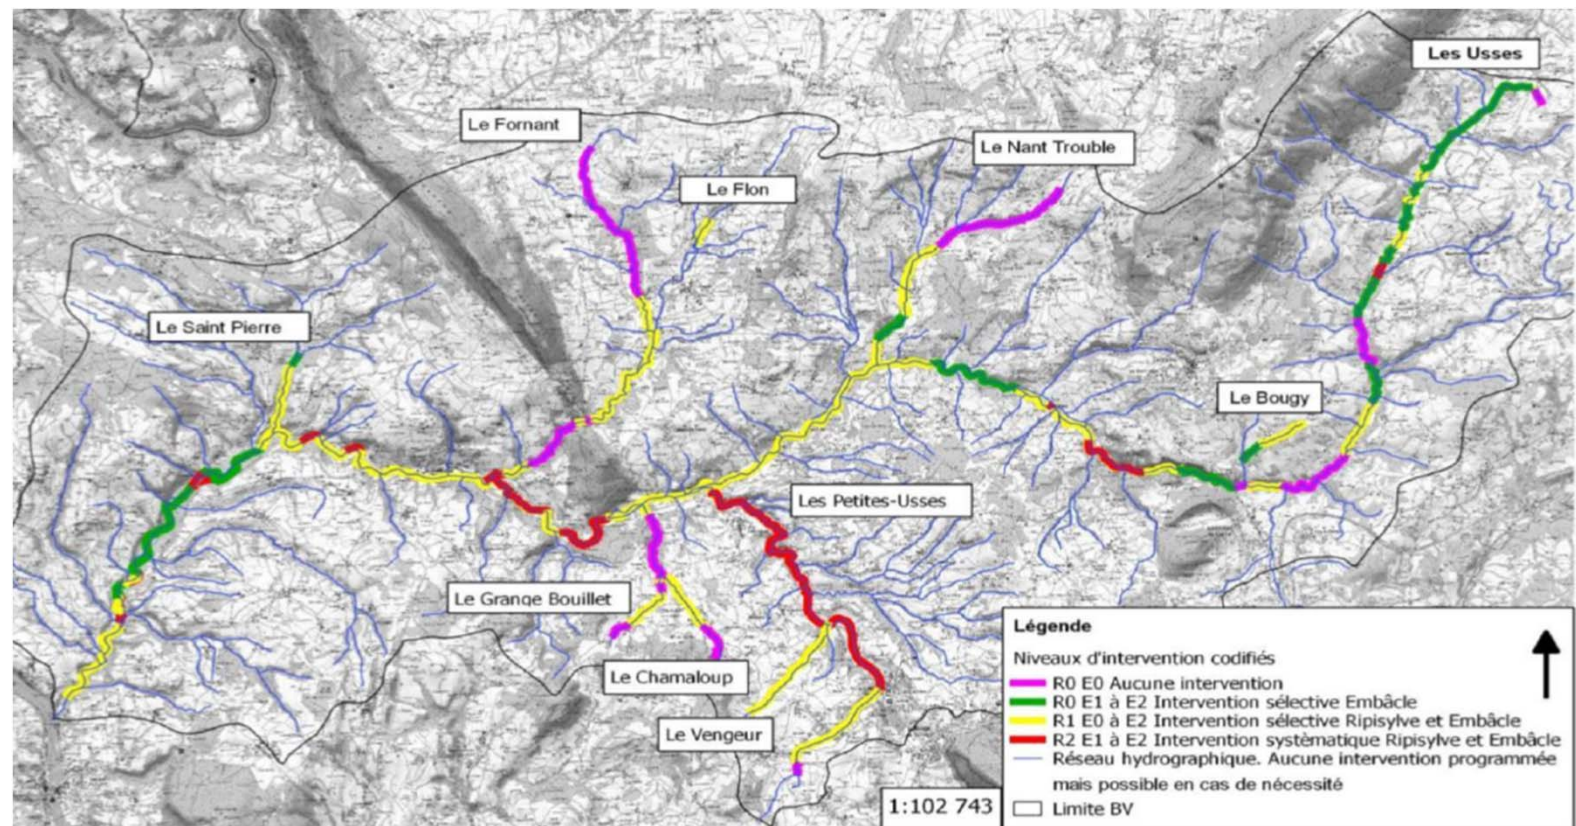 Les Usses
Le Fornant
Le Nant Trouble
Le Flon
Le Saint Pierre
Le Bougy
Les Petites-Usses
Le Grange Bouillet
Le Chamaloup
Le Vengeur
Légende
Niveaux d'intervention codifiés
R0 E0 Aucune intervention
R0 E1 à E2 Intervention sélective Embâcle
R1 E0 à E2 Intervention sélective Ripisylve et Embâcle
R2 E1 à E2 Intervention systèmatique Ripisylve et Embâcle
Réseau hydrographique. Aucune intervention programmée
mais possible en cas de nécessité
Limite BV
1:102 743